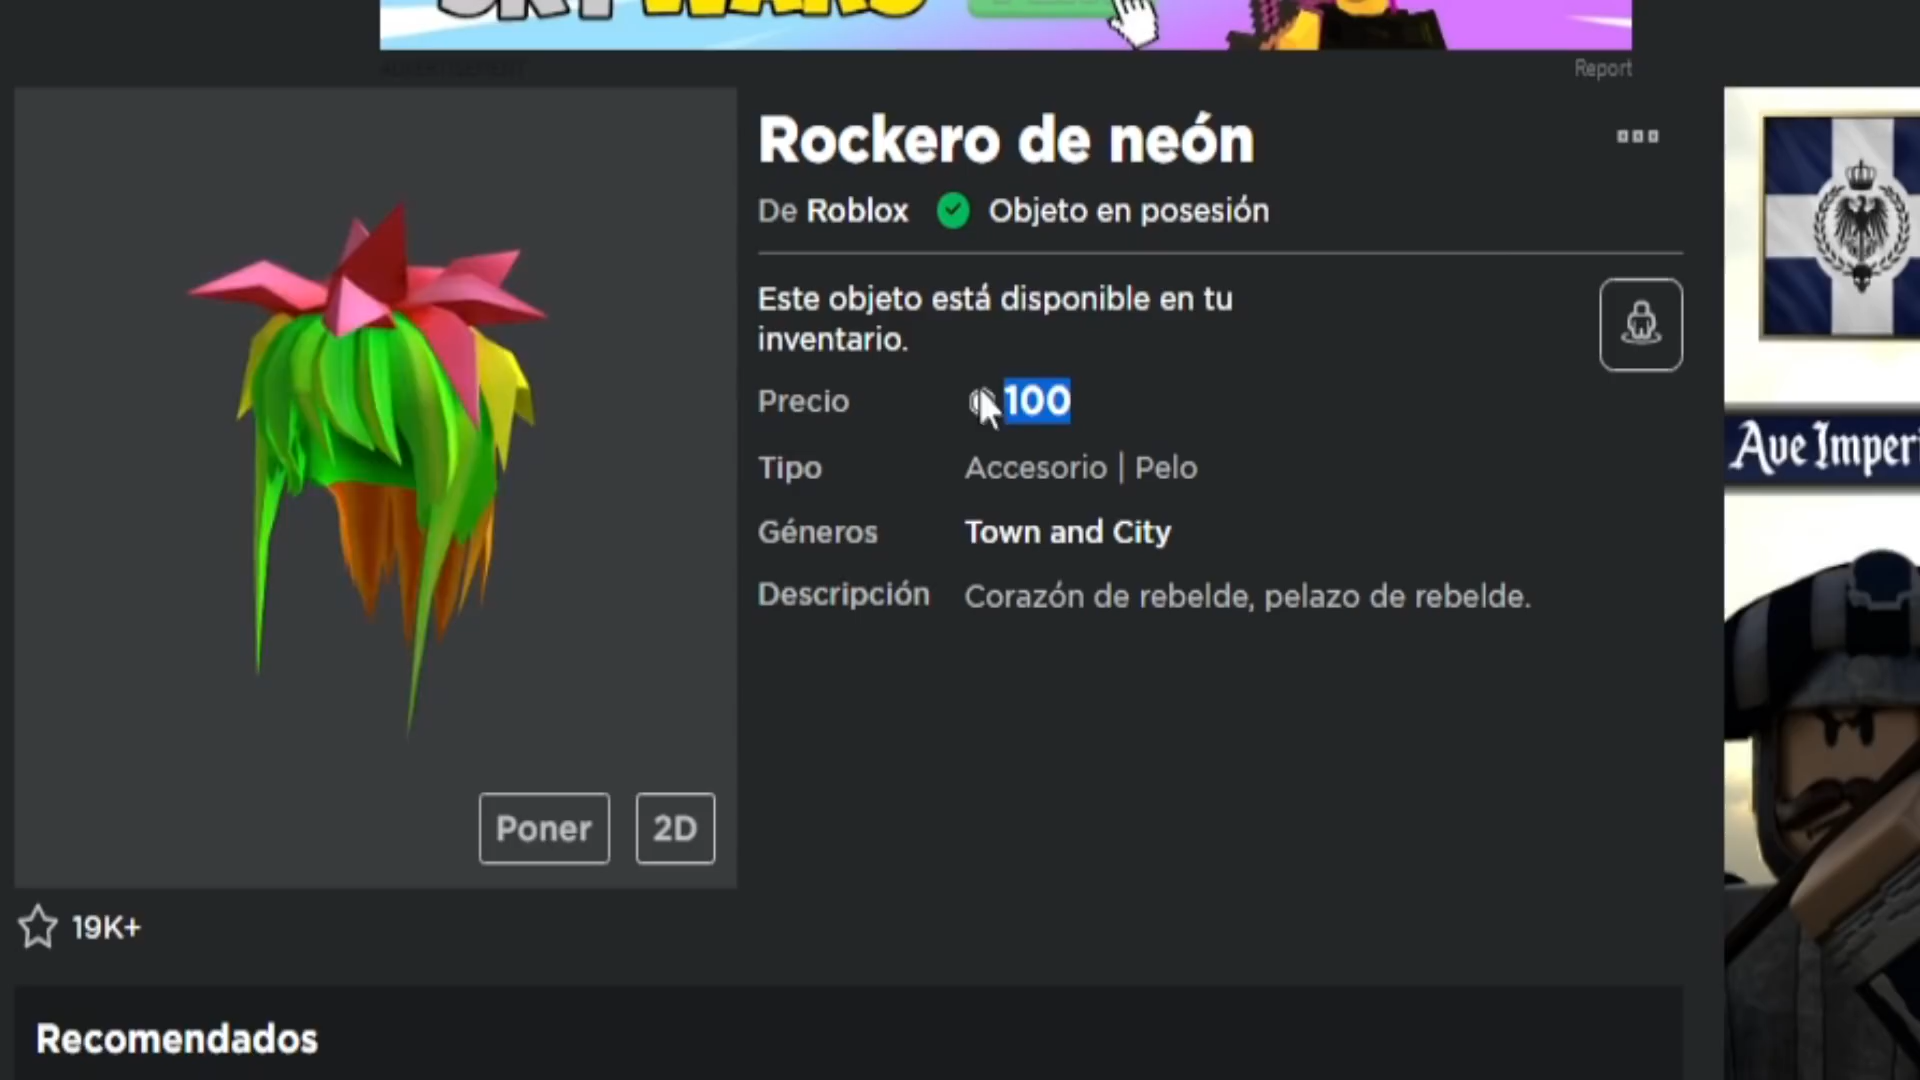 SKYWARS
ADVERTISEMENT
Report
Rockero de neón
De Roblox Objeto en posesión
Este objeto está disponible en tu
inventario.
Precio 100
Tipo Accesorio | Pelo
Géneros Town and City
Descripción Corazón de rebelde, pelazo de rebelde.
Poner 2D
19K+
Recomendados
Ave Imperi